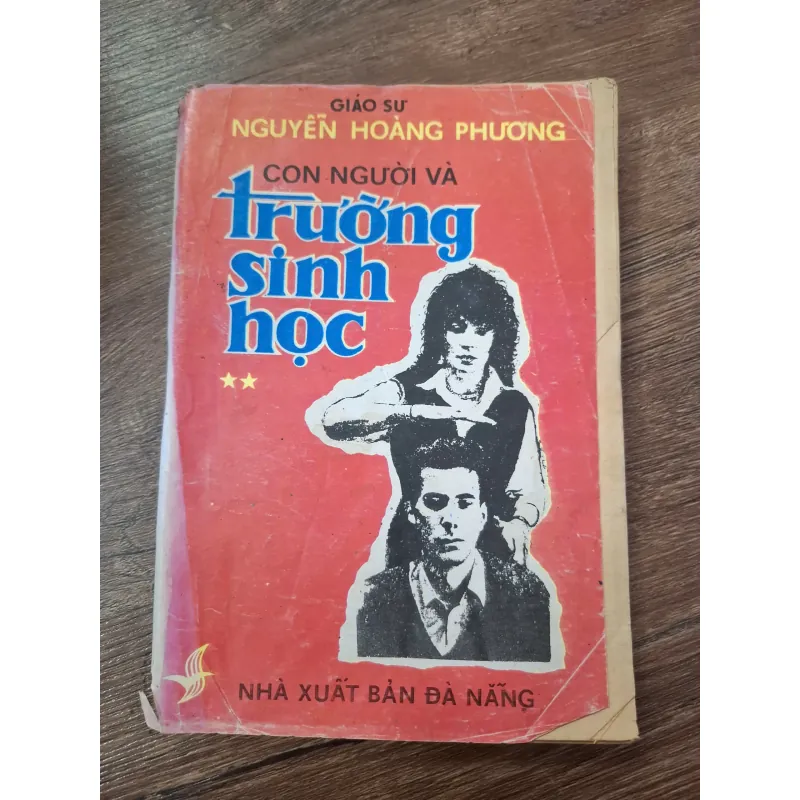 GIÁO SƯ
NGUYỄN HOÀNG PHƯƠNG
CON NGƯỜI VÀ
trường
sinh
học
★★
NHÀ XUẤT BẢN ĐÀ NẴNG